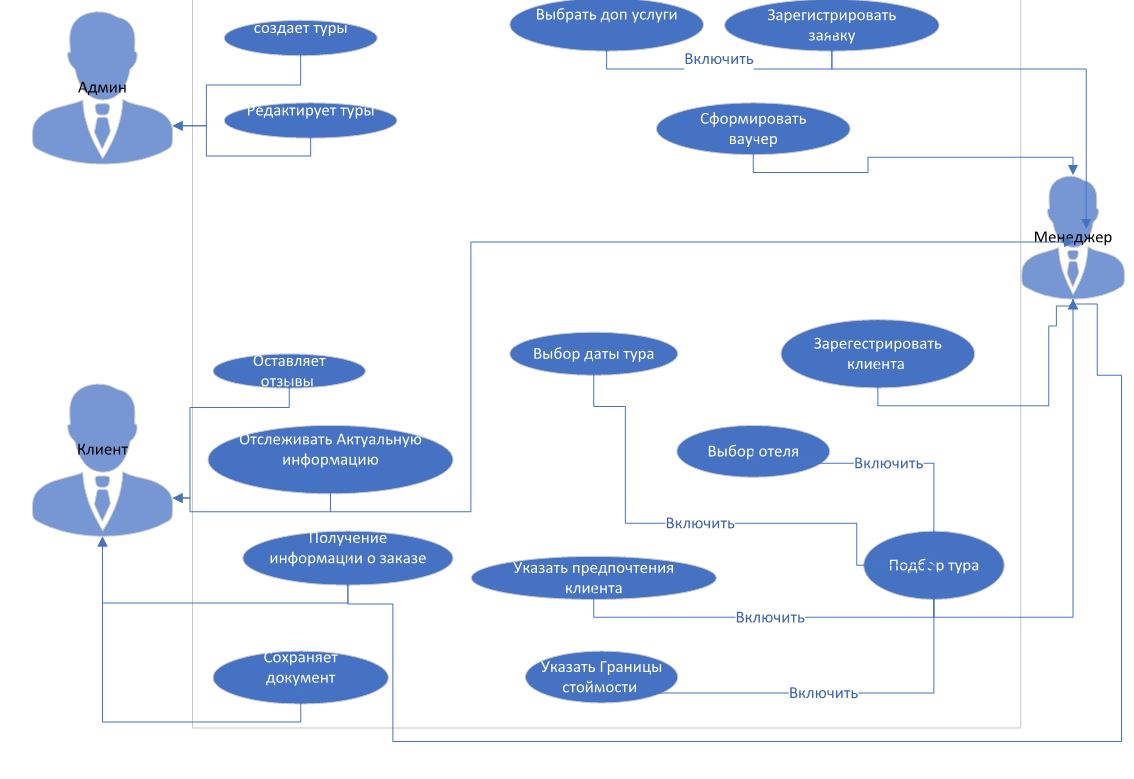 создает туры
Выбрать доп услуги
Зарегистрировать
заявку
Включить
Админ
Редактирует туры
Сформировать
ваучер
Менеджер
Оставляет
отзывы
Выбор даты тура
Зарегестрировать
клиента
Клиент
Отслеживать Актуальную
информацию
Выбор отеля
Включить
Включить
Получение
информации о заказе
Указать предпочтения
клиента
Подбор тура
Включить
Сохраняет
документ
Указать Границы
стоймости
Включить